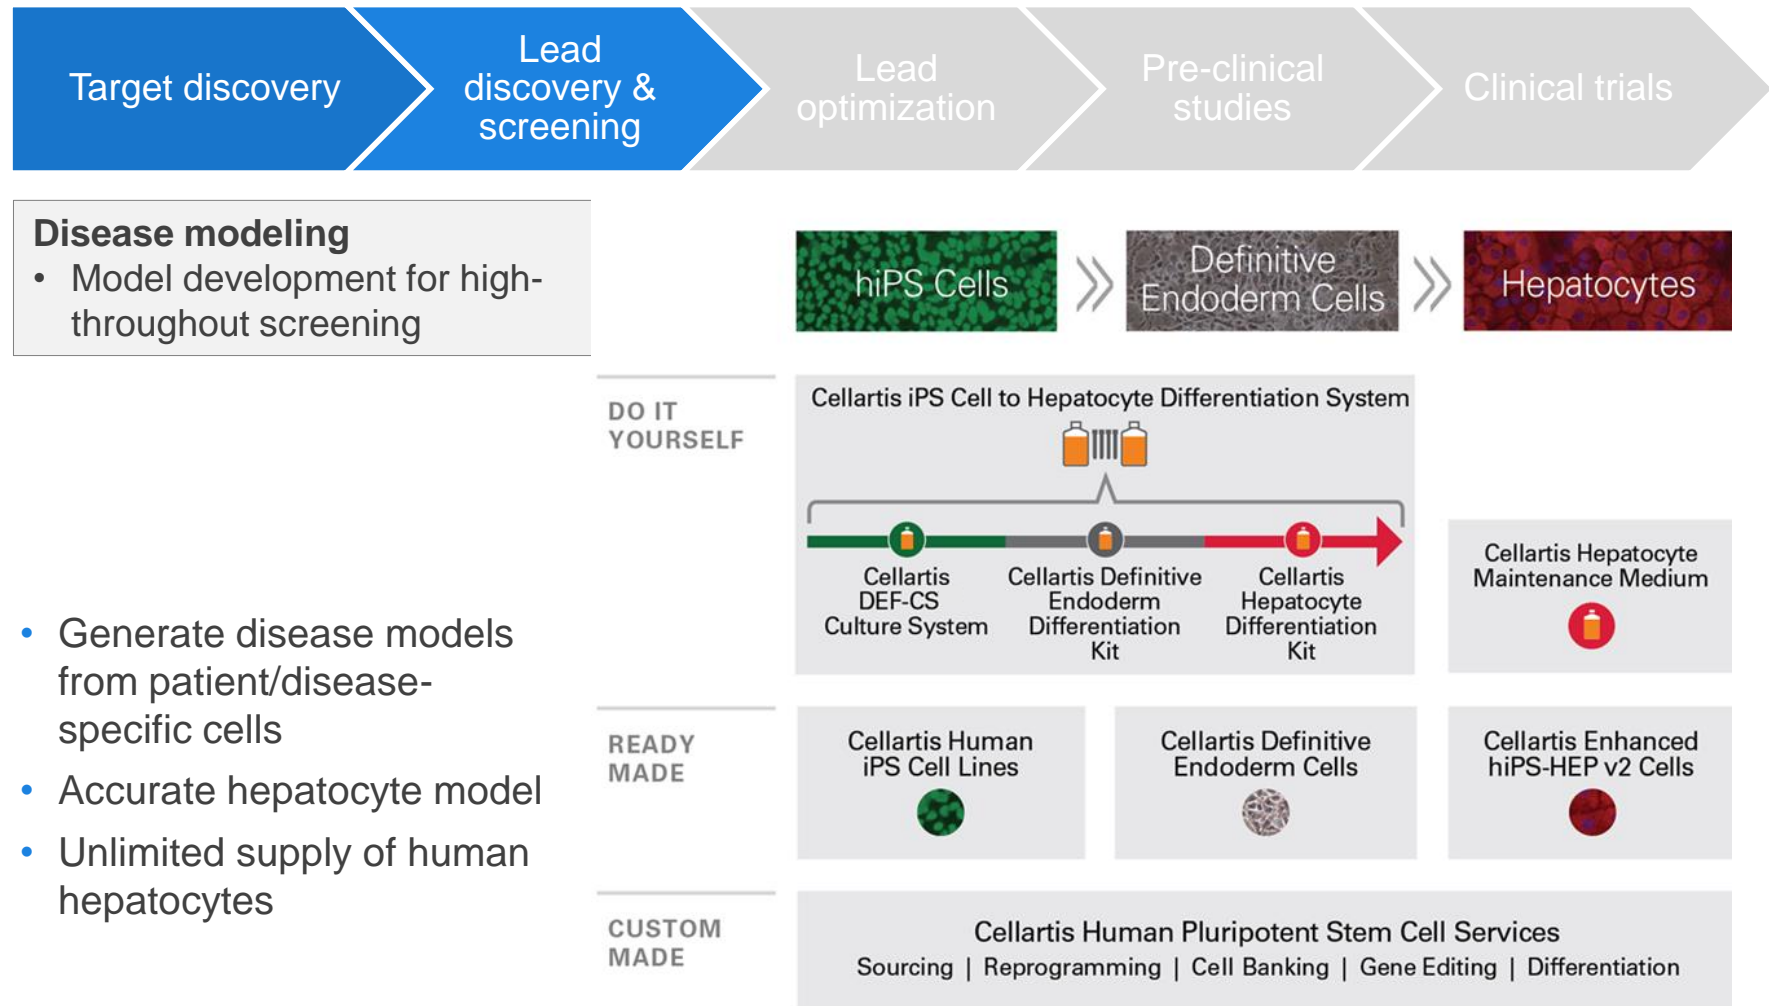 Target discovery
Lead
discovery &
screening
Lead
optimization
Pre-clinical
studies
Clinical trials
Disease modeling
• Model development for high-
throughout screening
hiPS Cells
Definitive
Endoderm Cells
Hepatocytes
DO IT
YOURSELF
Cellartis iPS Cell to Hepatocyte Differentiation System
Cellartis
DEF-CS
Culture System
Cellartis Definitive
Endoderm
Differentiation
Kit
Cellartis
Hepatocyte
Differentiation
Kit
Cellartis Hepatocyte
Maintenance Medium
• Generate disease models
from patient/disease-
specific cells
• Accurate hepatocyte model
• Unlimited supply of human
hepatocytes
READY
MADE
Cellartis Human
iPS Cell Lines
Cellartis Definitive
Endoderm Cells
Cellartis Enhanced
hiPS-HEP v2 Cells
CUSTOM
MADE
Cellartis Human Pluripotent Stem Cell Services
Sourcing | Reprogramming | Cell Banking | Gene Editing | Differentiation